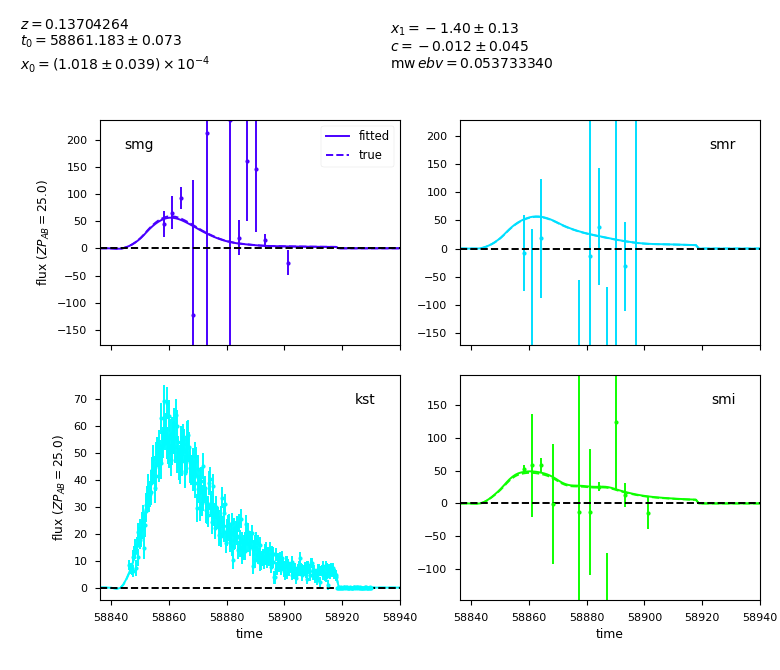 z = 0.13704264
t₀ = 58861.183 ± 0.073
x₀ = (1.018 ± 0.039) × 10⁻⁴
x₁ = −1.40 ± 0.13
c = −0.012 ± 0.045
mw ebv = 0.053733340
smg
fitted
true
200
150
100
50
0
−50
−100
−150
flux (ZP_AB = 25.0)
smr
200
150
100
50
0
−50
−100
−150
kst
70
60
50
40
30
20
10
0
flux (ZP_AB = 25.0)
58840 58860 58880 58900 58920 58940
time
smi
150
100
50
0
−50
−100
58840 58860 58880 58900 58920 58940
time